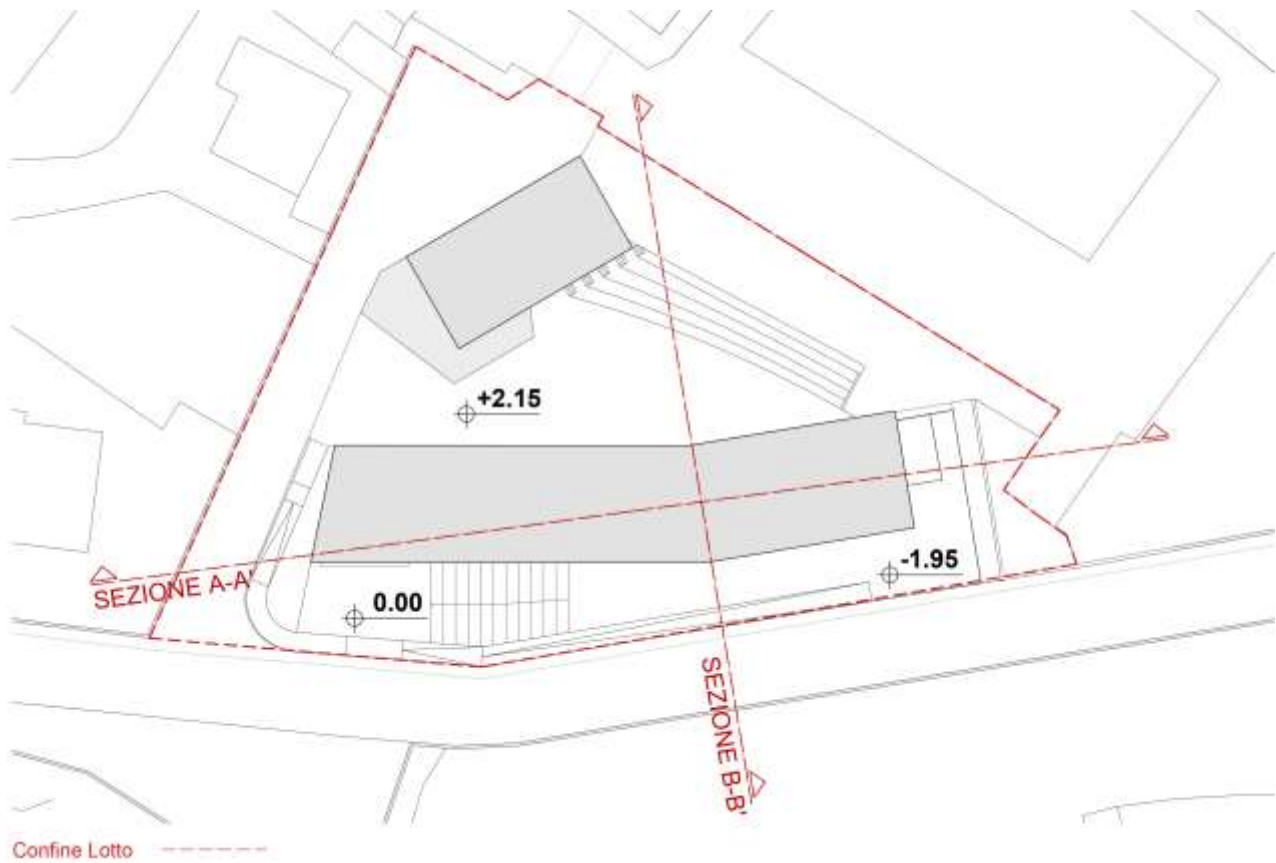 +2.15
-1.95
SEZIONE A-A'
0.00
SEZIONE B-B'
Confine Lotto